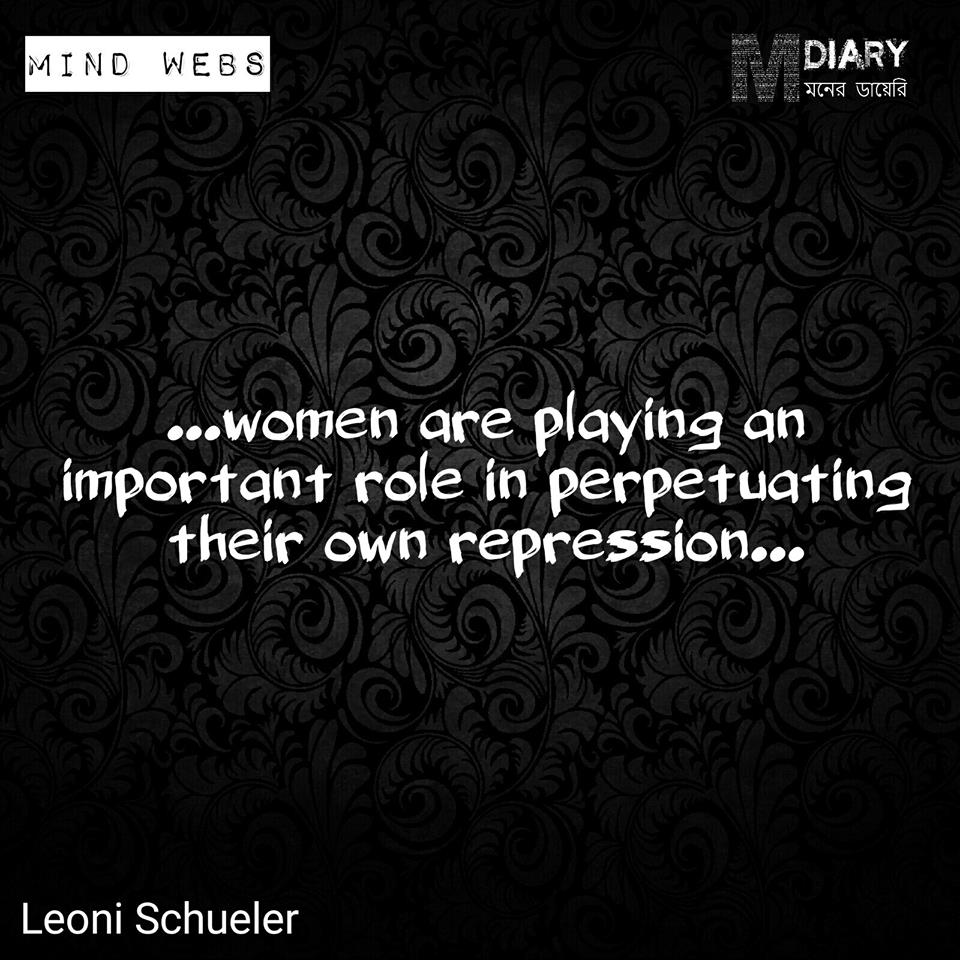 MIND WEBS
M DIARY
মনের ডায়েরি
...women are playing an
important role in perpetuating
their own repression...
Leoni Schueler